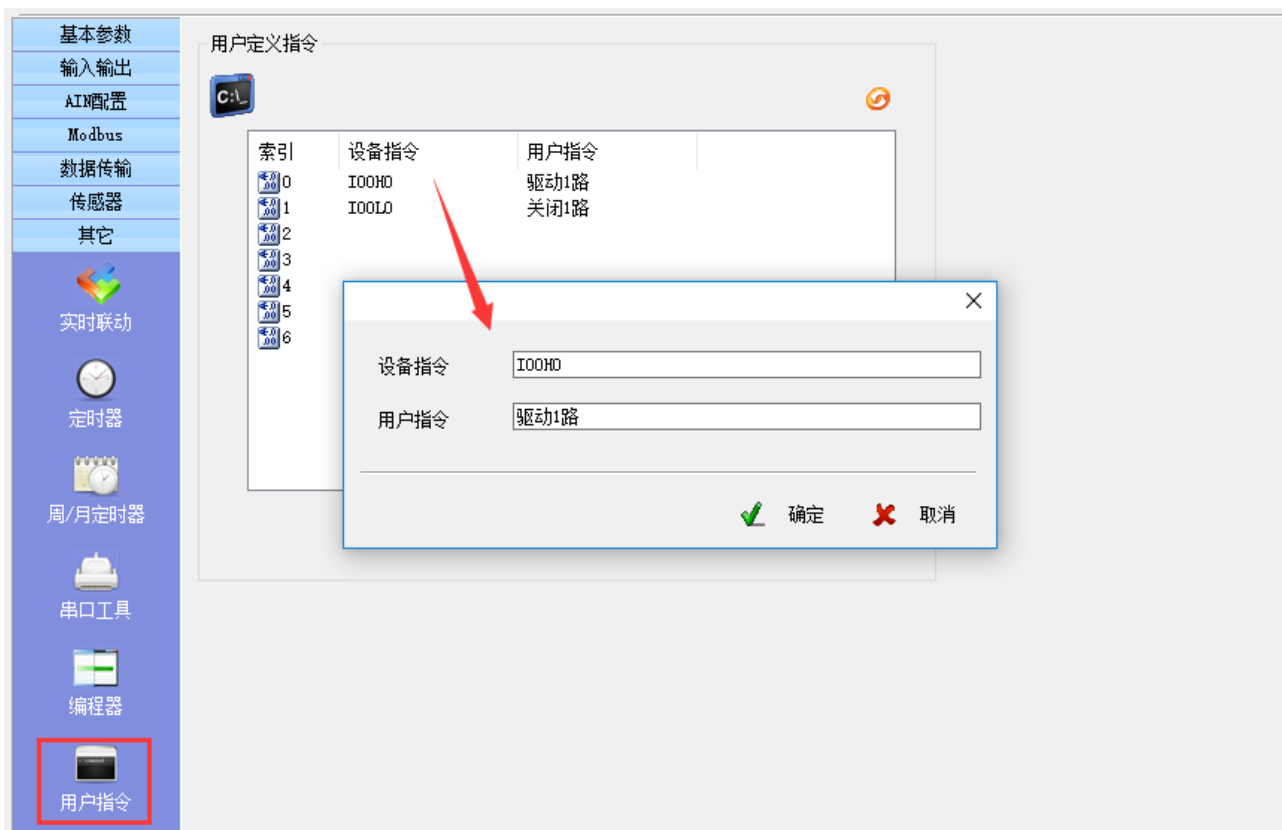 基本参数
输入输出
AIN配置
Modbus
数据传输
传感器
其它
实时联动
定时器
周/月定时器
串口工具
编程器
用户指令
用户定义指令
C:\_
索引 设备指令 用户指令
0 IOOHO 驱动1路
1 IOOLO 关闭1路
2
3
4
5
6
设备指令 IOOHO
用户指令 驱动1路
确定 取消